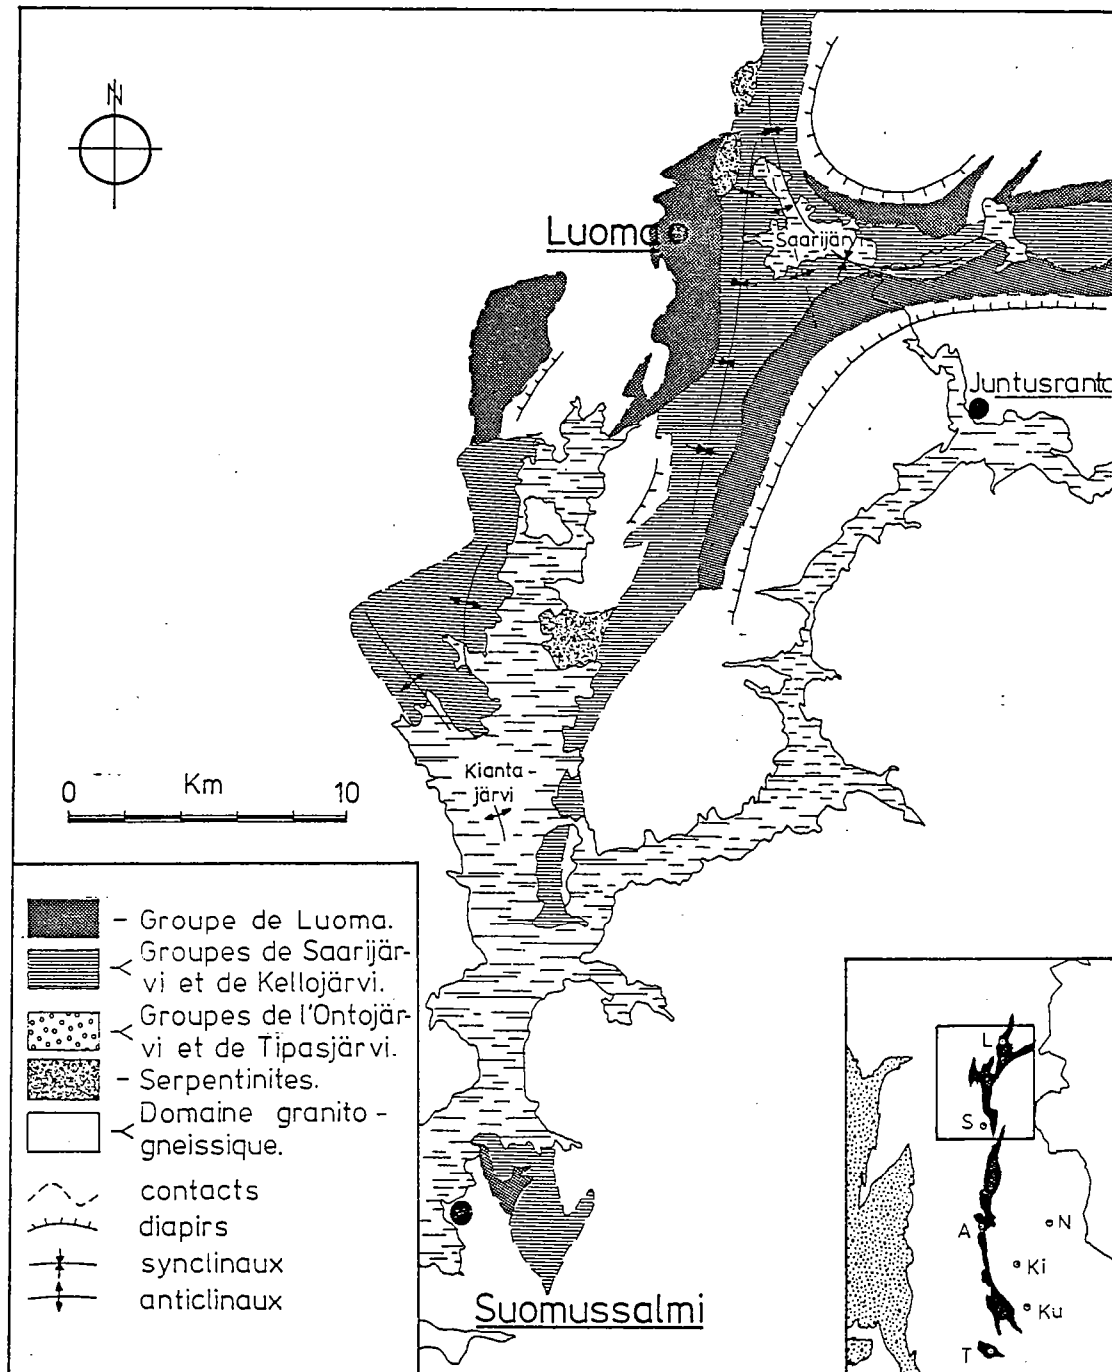 N
Luoma
Saarijärvi
Juntusranta
Kianta-
järvi
Km
0 10
- Groupe de Luoma.
Groupes de Saarijär-
vi et de Kellojärvi.
Groupes de l'Ontojär-
vi et de Tipasjärvi.
- Serpentinites.
Domaine granito-
gneissique.
contacts
diapirs
synclinaux
anticlinaux
Suomussalmi
L
S
A
N
Ki
Ku
T